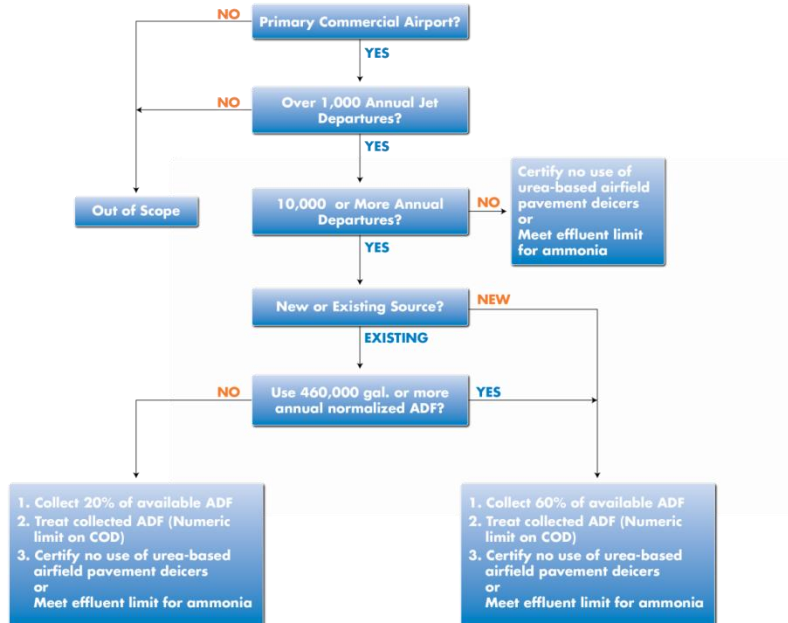 NO
Primary Commercial Airport?
YES
NO
Over 1,000 Annual Jet
Departures?
YES
Out of Scope
10,000 or More Annual
Departures?
NO
Certify no use of
urea-based airfield
pavement deicers
or
Meet effluent limit
for ammonia
YES
New or Existing Source?
NEW
EXISTING
NO
Use 460,000 gal. or more
annual normalized ADF?
YES
1. Collect 20% of available ADF
2. Treat collected ADF (Numeric
limit on COD)
3. Certify no use of urea-based
airfield pavement deicers
or
Meet effluent limit for ammonia
1. Collect 60% of available ADF
2. Treat collected ADF (Numeric
limit on COD)
3. Certify no use of urea-based
airfield pavement deicers
or
Meet effluent limit for ammonia